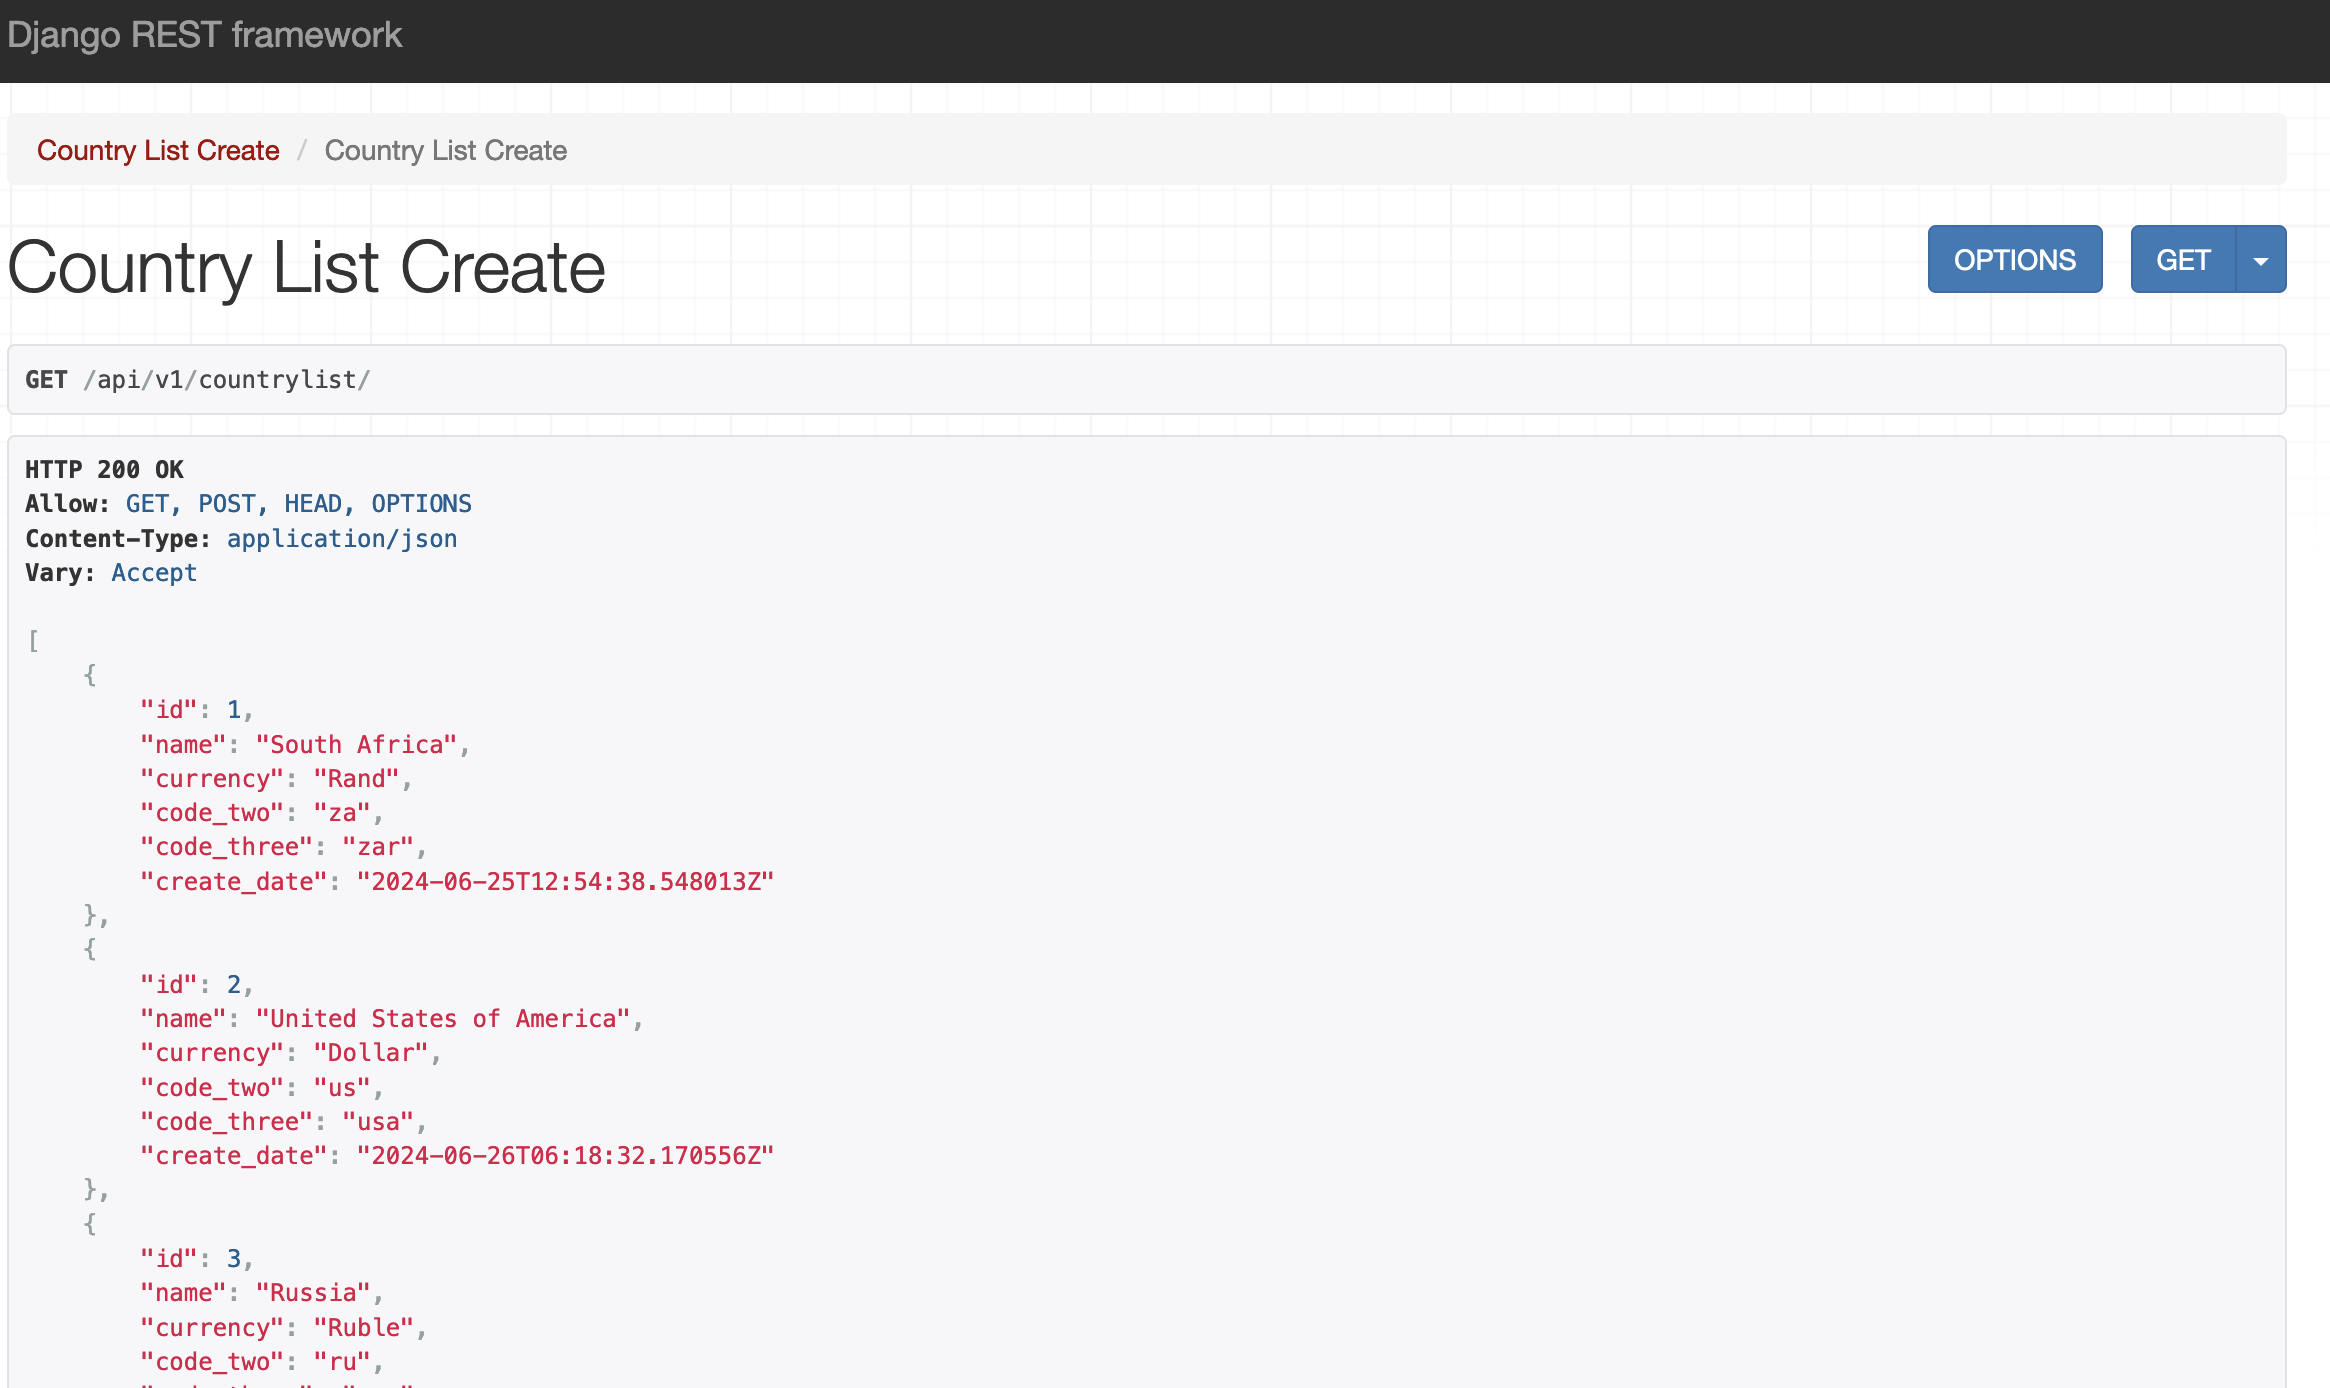 Django REST framework
Country List Create / Country List Create
Country List Create
OPTIONS
GET
GET /api/v1/countrylist/
HTTP 200 OK
Allow: GET, POST, HEAD, OPTIONS
Content-Type: application/json
Vary: Accept
[
    {
        "id": 1,
        "name": "South Africa",
        "currency": "Rand",
        "code_two": "za",
        "code_three": "zar",
        "create_date": "2024-06-25T12:54:38.548013Z"
    },
    {
        "id": 2,
        "name": "United States of America",
        "currency": "Dollar",
        "code_two": "us",
        "code_three": "usa",
        "create_date": "2024-06-26T06:18:32.170556Z"
    },
    {
        "id": 3,
        "name": "Russia",
        "currency": "Ruble",
        "code_two": "ru",